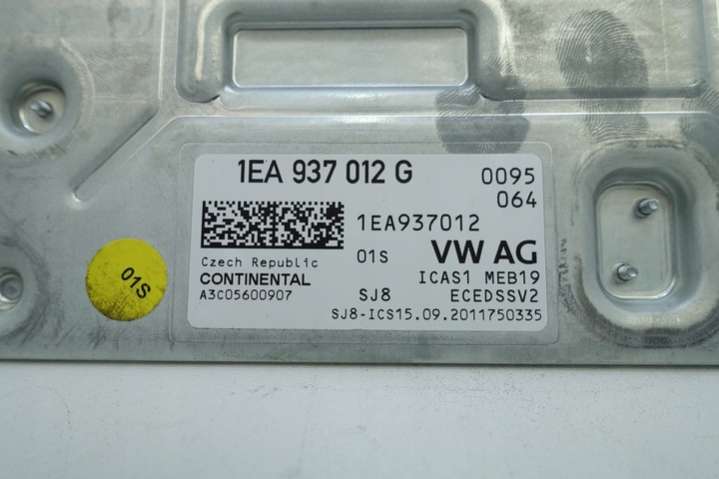 1EA 937 012 G
0095
064
1EA937012
Czech Republic
01S
VW AG
CONTINENTAL
ICAS1 MEB19
A3C05600907
SJ8
ECEDSSV2
SJ8-ICS15.09.2011750335
01S